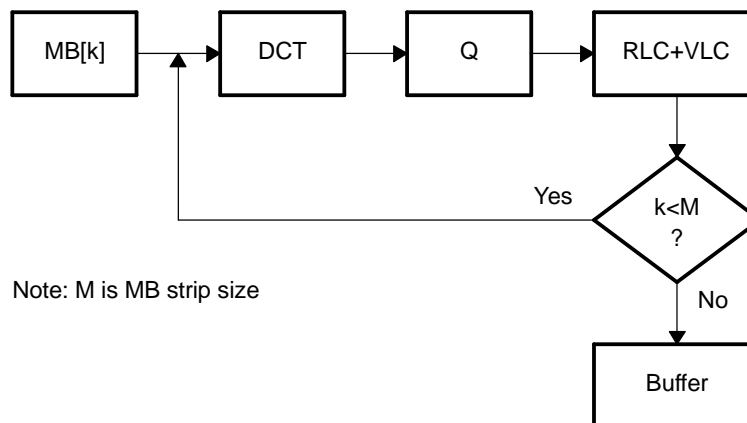 MB[k]
DCT
Q
RLC+VLC
Yes
k<M
?
Note: M is MB strip size
No
Buffer